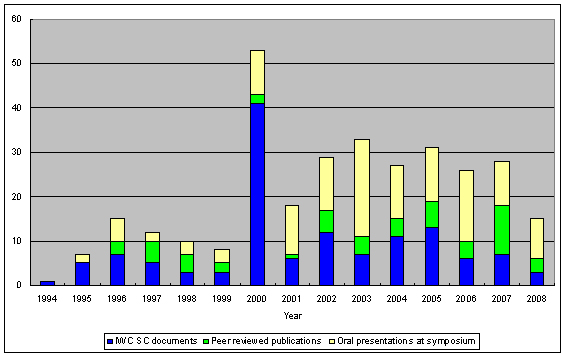 60
50
40
30
20
10
0
1994 1995 1996 1997 1998 1999 2000 2001 2002 2003 2004 2005 2006 2007 2008
Year
IWC SC documents Peer reviewed publications Oral presentations at symposium